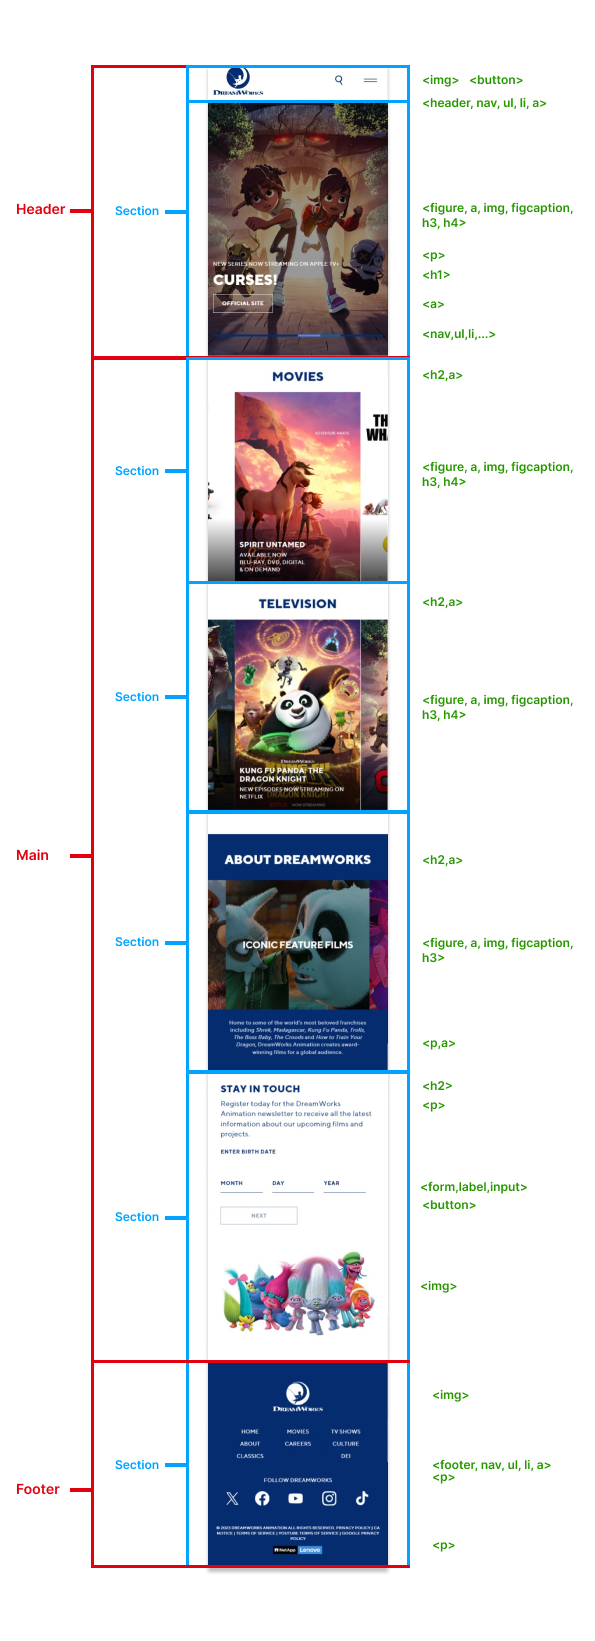 DREAMWORKS
<img> <button>
<header, nav, ul, li, a>
Header
Section
<figure, a, img, figcaption,
h3, h4>
<p>
NEW SERIES NOW STREAMING ON APPLE TV+
CURSES!
<h1>
OFFICIAL SITE
<a>
<nav,ul,li,...>
MOVIES
<h2,a>
ADVENTURE AWAITS
TH
WHA
Section
<figure, a, img, figcaption,
h3, h4>
SPIRIT UNTAMED
AVAILABLE NOW
BLU-RAY, DVD, DIGITAL
& ON DEMAND
TELEVISION
<h2,a>
Section
<figure, a, img, figcaption,
h3, h4>
DREAMWORKS
KUNG FU PANDA: THE
DRAGON KNIGHT
NEW EPISODES NOW STREAMING ON
NETFLIX
DRAGON KNIGHT
NETFLIX NOW STREAMING
Main
ABOUT DREAMWORKS
<h2,a>
Section
ICONIC FEATURE FILMS
<figure, a, img, figcaption,
h3>
Home to some of the world's most beloved franchises
including Shrek, Madagascar, Kung Fu Panda, Trolls,
The Boss Baby, The Croods and How to Train Your
Dragon, DreamWorks Animation creates award-
winning films for a global audience.
<p,a>
STAY IN TOUCH
<h2>
Register today for the DreamWorks
Animation newsletter to receive all the latest
information about our upcoming films and
projects.
<p>
ENTER BIRTH DATE
MONTH DAY YEAR
<form,label,input>
<button>
Section
NEXT
<img>
DREAMWORKS
<img>
HOME MOVIES TV SHOWS
ABOUT CAREERS CULTURE
CLASSICS DEI
Section
<footer, nav, ul, li, a>
<p>
FOLLOW DREAMWORKS
Footer
© 2023 DREAMWORKS ANIMATION ALL RIGHTS RESERVED. PRIVACY POLICY | CA
NOTICE | TERMS OF SERVICE | YOUTUBE TERMS OF SERVICE | GOOGLE PRIVACY
POLICY
<p>
NetApp Lenovo